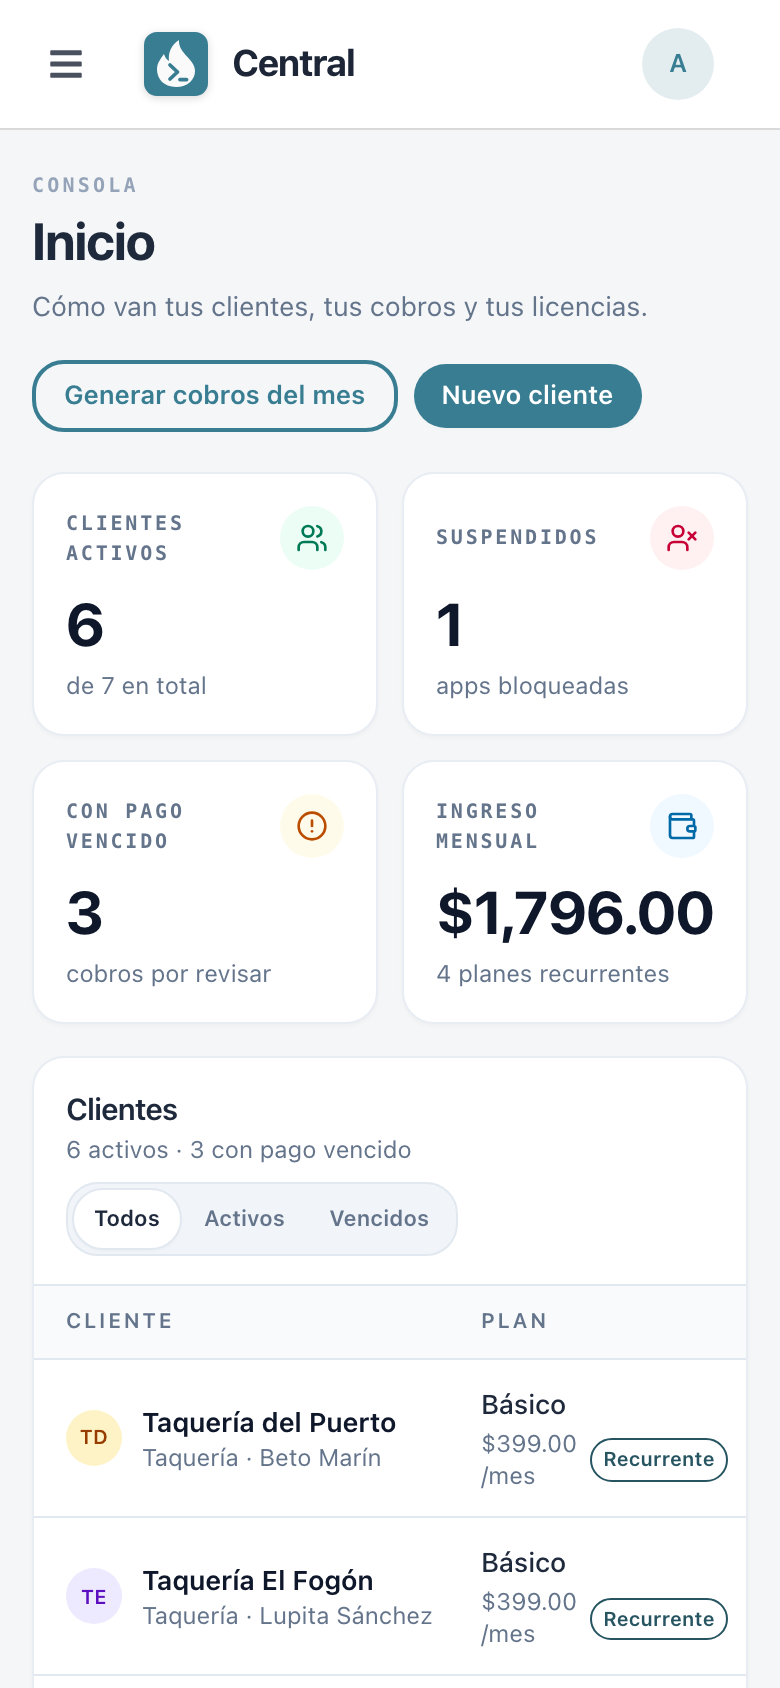 Central
A
CONSOLA
Inicio
Cómo van tus clientes, tus cobros y tus licencias.
Generar cobros del mes
Nuevo cliente
CLIENTES
ACTIVOS
6
de 7 en total
SUSPENDIDOS
1
apps bloqueadas
CON PAGO
VENCIDO
3
cobros por revisar
INGRESO
MENSUAL
$1,796.00
4 planes recurrentes
Clientes
6 activos · 3 con pago vencido
Todos Activos Vencidos
CLIENTE PLAN
TD
Taquería del Puerto
Taquería · Beto Marín
Básico
$399.00
/mes
Recurrente
TE
Taquería El Fogón
Taquería · Lupita Sánchez
Básico
$399.00
/mes
Recurrente